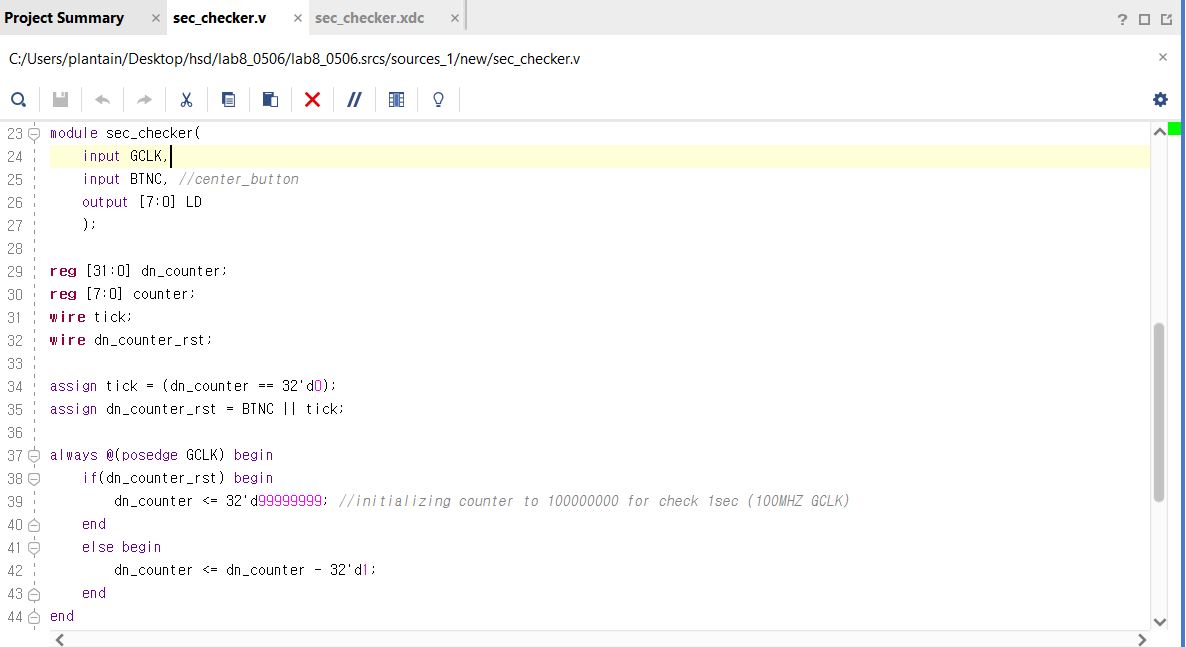 Project Summary × sec_checker.v × sec_checker.xdc ×
?
C:/Users/plantain/Desktop/hsd/lab8_0506/lab8_0506.srcs/sources_1/new/sec_checker.v ×
23 module sec_checker(
24     input GCLK,
25     input BTNC, //center_button
26     output [7:0] LD
27     );
28
29 reg [31:0] dn_counter;
30 reg [7:0] counter;
31 wire tick;
32 wire dn_counter_rst;
33
34 assign tick = (dn_counter == 32'd0);
35 assign dn_counter_rst = BTNC || tick;
36
37 always @(posedge GCLK) begin
38     if(dn_counter_rst) begin
39         dn_counter <= 32'd99999999; //initializing counter to 100000000 for check 1sec (100MHZ GCLK)
40     end
41     else begin
42         dn_counter <= dn_counter - 32'd1;
43     end
44 end